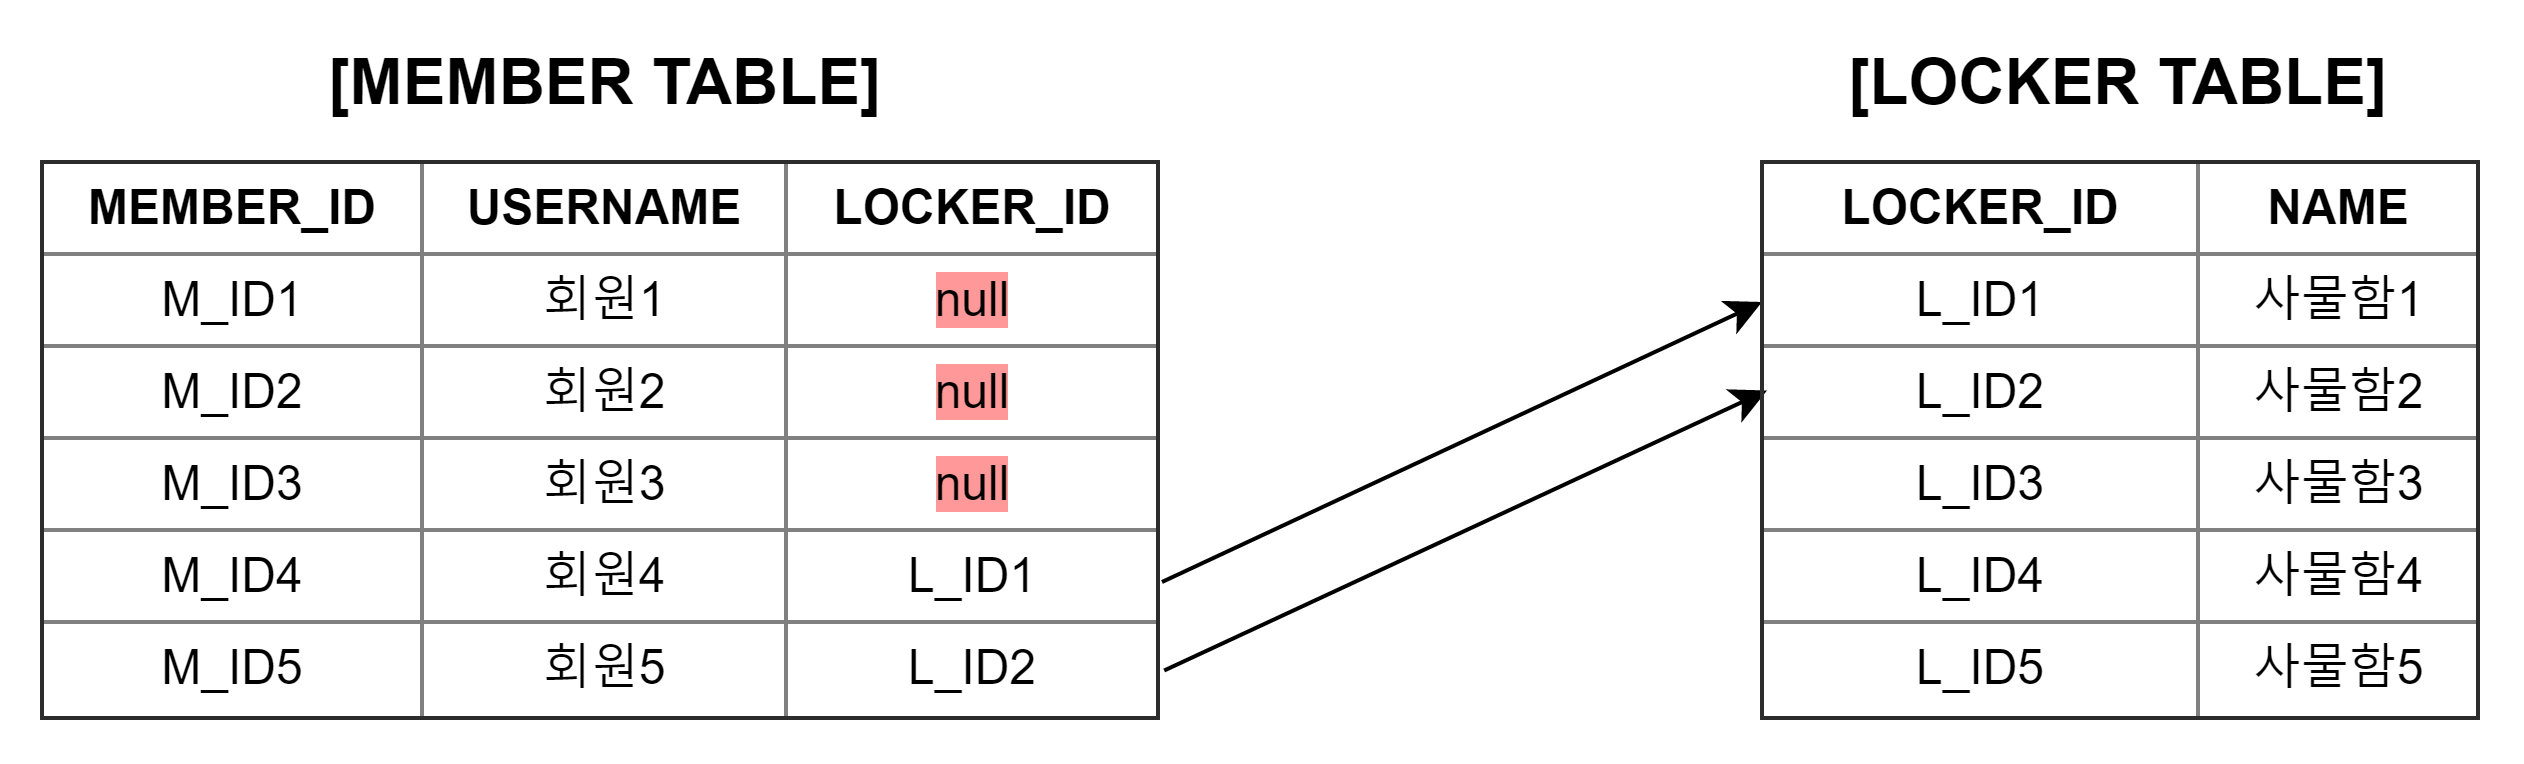 [MEMBER TABLE]
MEMBER_ID USERNAME LOCKER_ID
M_ID1 회원1 null
M_ID2 회원2 null
M_ID3 회원3 null
M_ID4 회원4 L_ID1
M_ID5 회원5 L_ID2
[LOCKER TABLE]
LOCKER_ID NAME
L_ID1 사물함1
L_ID2 사물함2
L_ID3 사물함3
L_ID4 사물함4
L_ID5 사물함5